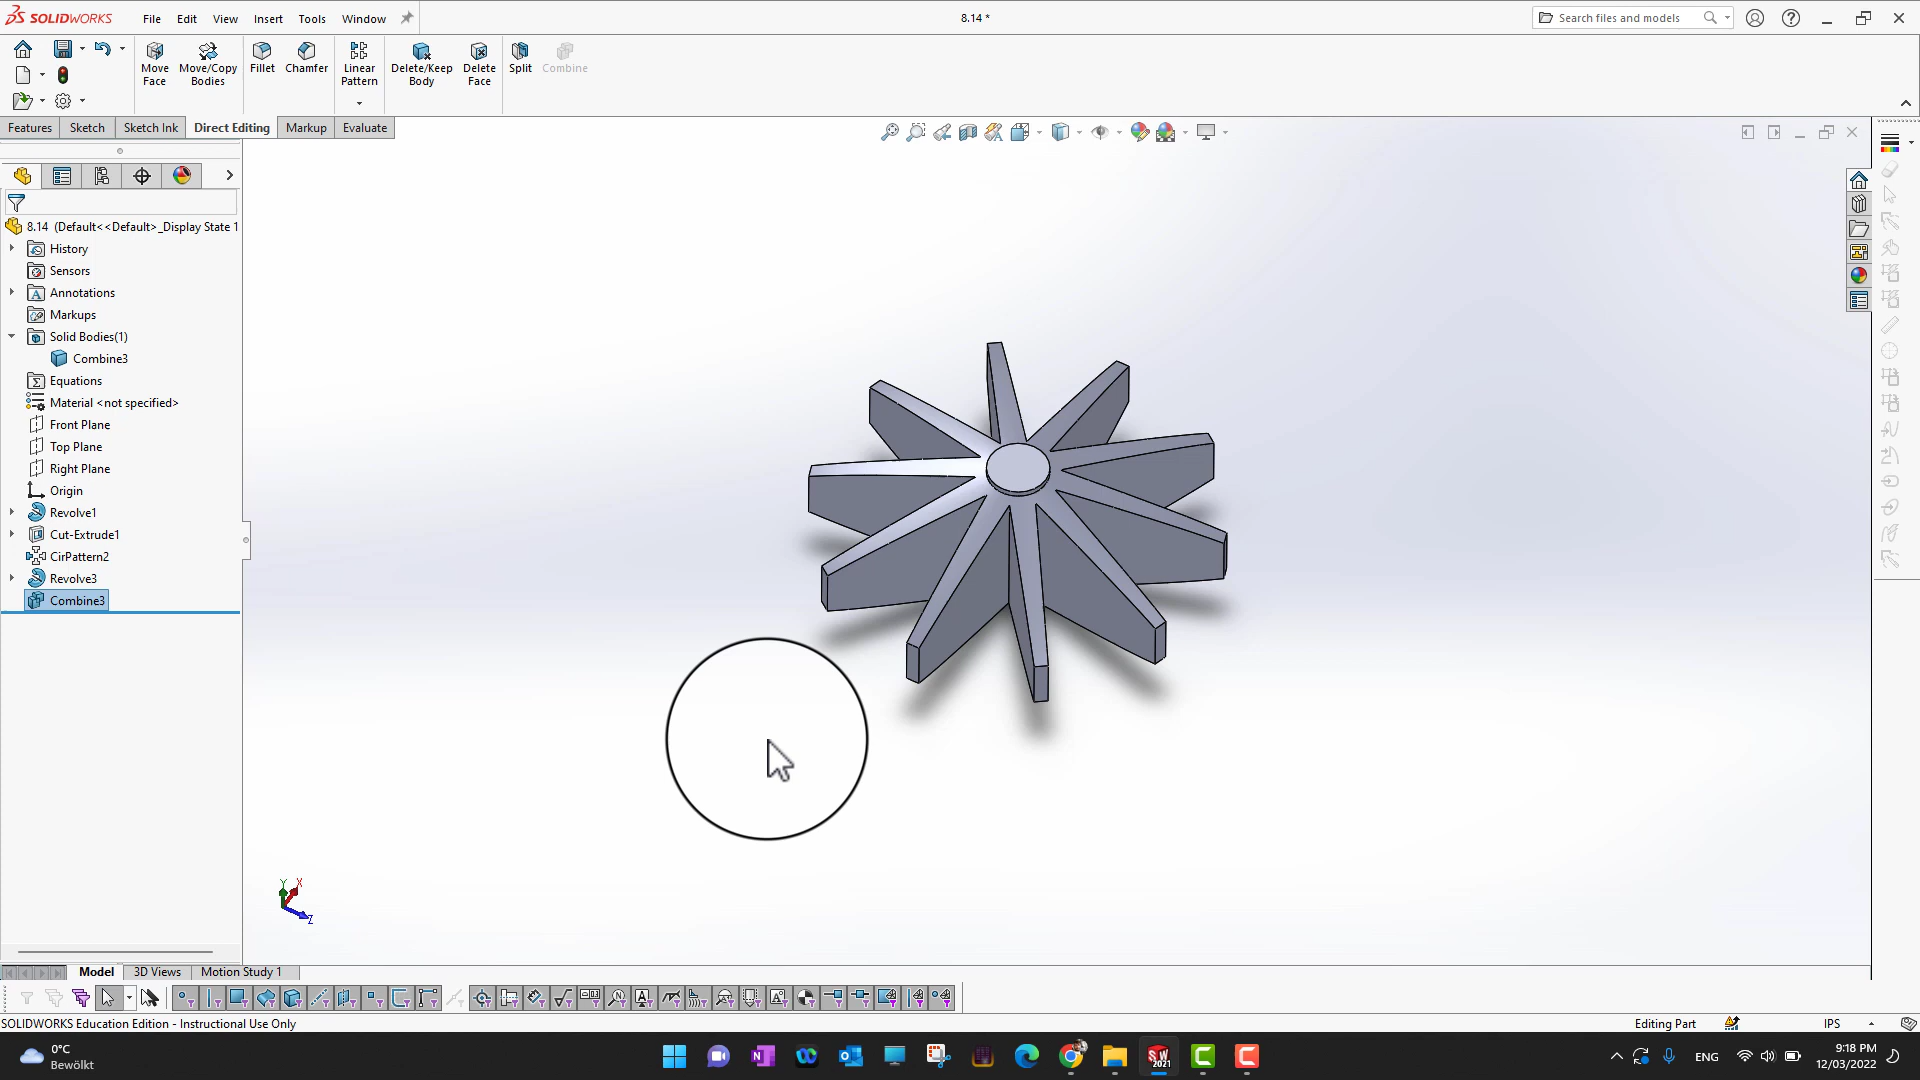 SOLIDWORKS File Edit View Insert Tools Window 8.14 * Search files and models
Move Face Move/Copy Bodies Fillet Chamfer Linear Pattern Delete/Keep Body Delete Face Split Combine
Features Sketch Sketch Ink Direct Editing Markup Evaluate
8.14 (Default<<Default>_Display State 1
History
Sensors
Annotations
Markups
Solid Bodies(1)
Combine3
Equations
Material <not specified>
Front Plane
Top Plane
Right Plane
Origin
Revolve1
Cut-Extrude1
CirPattern2
Revolve3
Combine3
Y X
Z
Model 3D Views Motion Study 1
SOLIDWORKS Education Edition - Instructional Use Only Editing Part IPS
0°C
Bewölkt
ENG
9:18 PM
12/03/2022
SW
2021